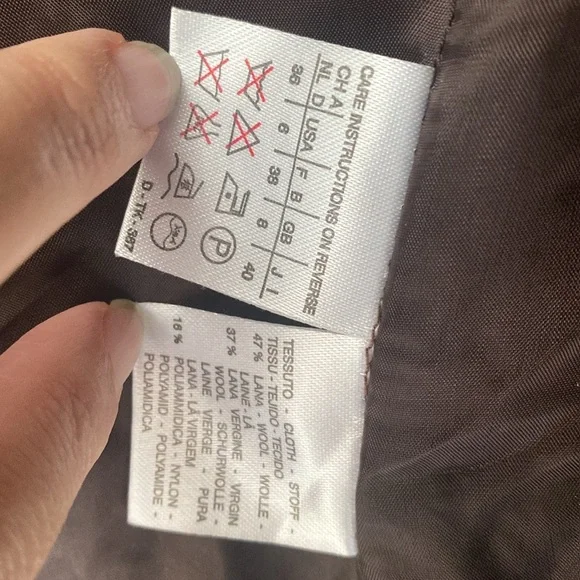 CARE INSTRUCTIONS ON REVERSE
CH A
NL D USA F B GB J I
36 6 38 8 40
P
D - TK - 387
TESSUTO - CLOTH - STOFF -
TISSU - TEJIDO - TECIDO
47 % LANA - WOOL - WOLLE -
LAINE - LÃ
37 % LANA VERGINE - VIRGIN
WOOL - SCHURWOLLE -
LAINE VIERGE - PURA
LANA - LÃ VIRGEM
16 % POLIAMMIDICA - NYLON -
POLYAMID - POLYAMIDE -
POLIAMIDICA